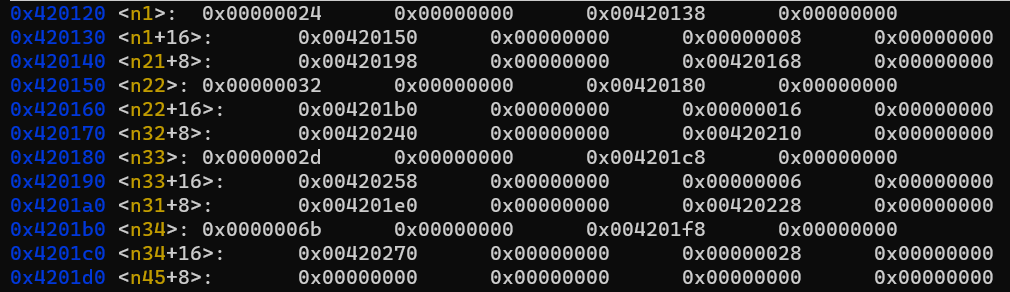 0x420120 <n1>: 0x00000024 0x00000000 0x00420138 0x00000000
0x420130 <n1+16>: 0x00420150 0x00000000 0x00000008 0x00000000
0x420140 <n21+8>: 0x00420198 0x00000000 0x00420168 0x00000000
0x420150 <n22>: 0x00000032 0x00000000 0x00420180 0x00000000
0x420160 <n22+16>: 0x004201b0 0x00000000 0x00000016 0x00000000
0x420170 <n32+8>: 0x00420240 0x00000000 0x00420210 0x00000000
0x420180 <n33>: 0x0000002d 0x00000000 0x004201c8 0x00000000
0x420190 <n33+16>: 0x00420258 0x00000000 0x00000006 0x00000000
0x4201a0 <n31+8>: 0x004201e0 0x00000000 0x00420228 0x00000000
0x4201b0 <n34>: 0x0000006b 0x00000000 0x004201f8 0x00000000
0x4201c0 <n34+16>: 0x00420270 0x00000000 0x00000028 0x00000000
0x4201d0 <n45+8>: 0x00000000 0x00000000 0x00000000 0x00000000